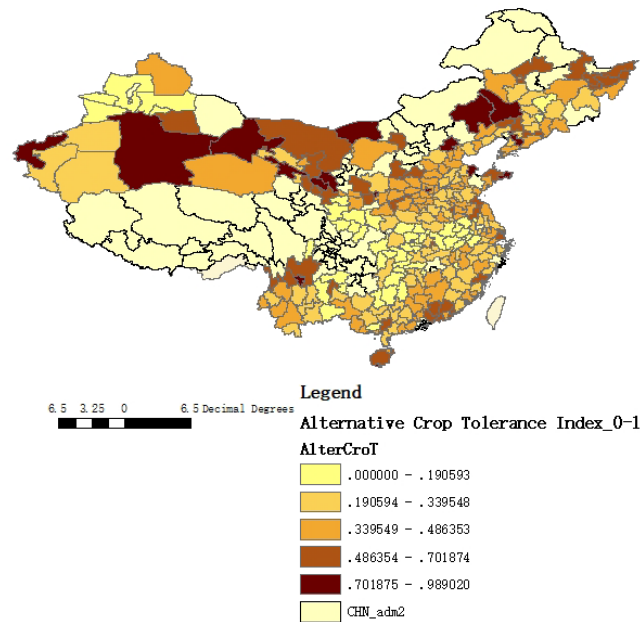 Legend
6.5 3.25 0 6.5 Decimal Degrees
Alternative Crop Tolerance Index_0-1
AlterCroT
.000000 - .190593
.190594 - .339548
.339549 - .486353
.486354 - .701874
.701875 - .989020
CHN_adm2